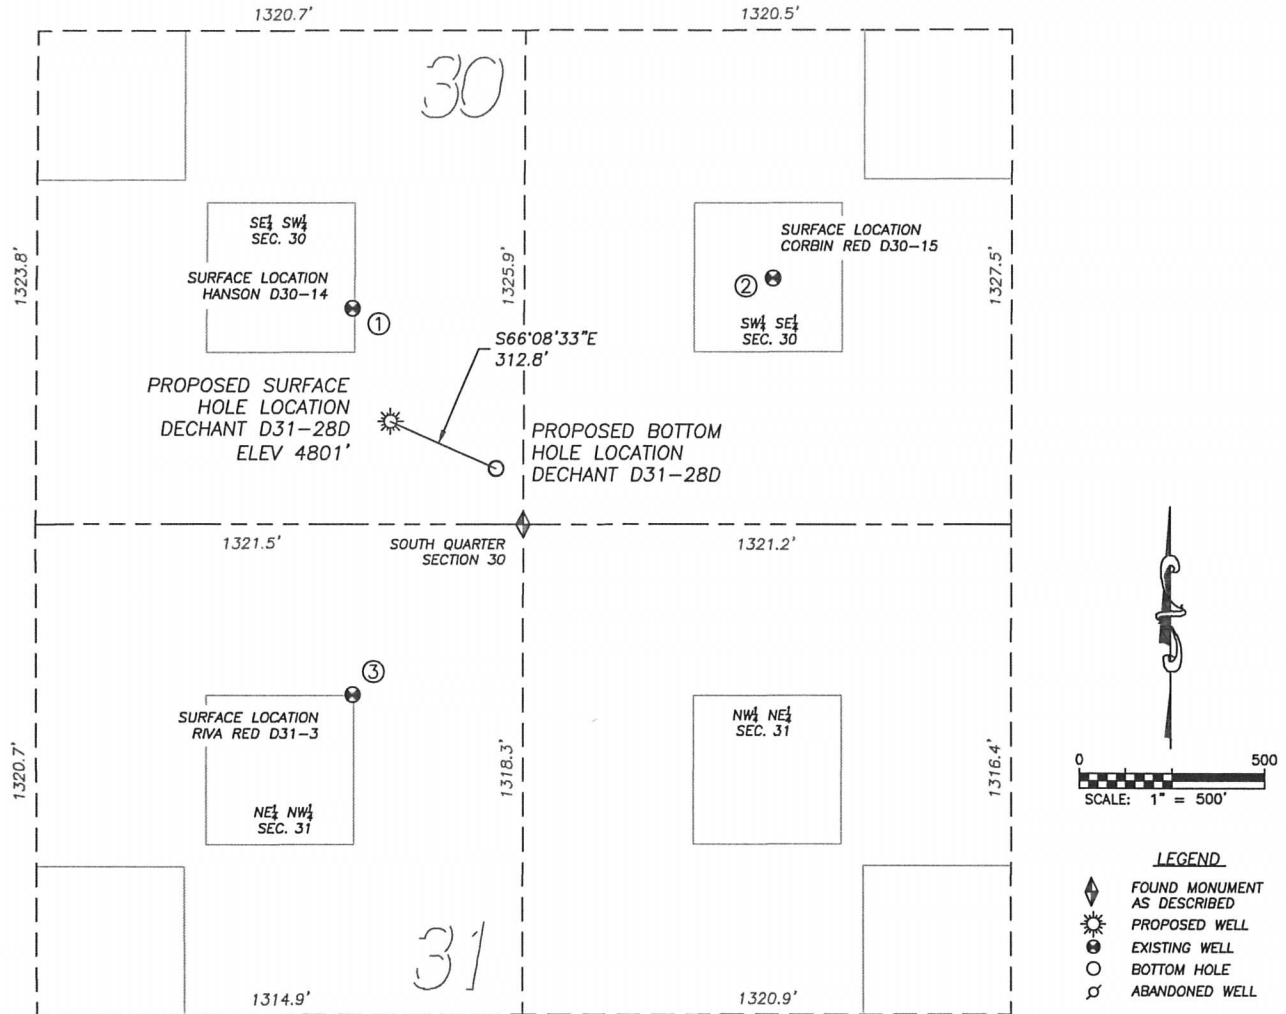 1320.7'
1320.5'
30
SE¼ SW¼
SEC. 30
SURFACE LOCATION
HANSON D30-14
1
1323.8'
1325.9'
SURFACE LOCATION
CORBIN RED D30-15
2
SW¼ SE¼
SEC. 30
1327.5'
S66°08'33"E
312.8'
PROPOSED SURFACE
HOLE LOCATION
DECHANT D31-28D
ELEV 4801'
PROPOSED BOTTOM
HOLE LOCATION
DECHANT D31-28D
1321.5'
SOUTH QUARTER
SECTION 30
1321.2'
3
SURFACE LOCATION
RIVA RED D31-3
NE¼ NW¼
SEC. 31
1320.7'
1318.3'
NW¼ NE¼
SEC. 31
1316.4'
31
1314.9'
1320.9'
0 500
SCALE: 1" = 500'
LEGEND
FOUND MONUMENT
AS DESCRIBED
PROPOSED WELL
EXISTING WELL
BOTTOM HOLE
ABANDONED WELL